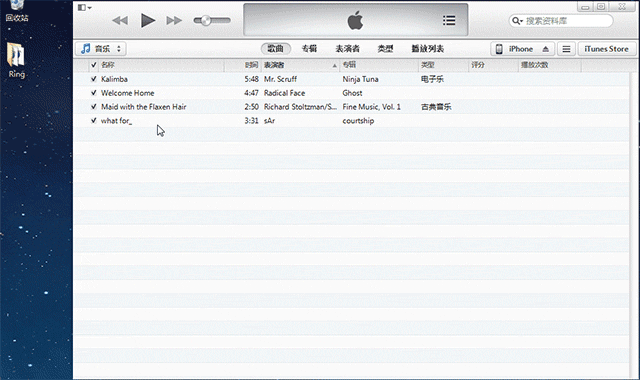 回收站
Ring
搜索资料库
音乐
歌曲 专辑 表演者 类型 播放列表
iPhone
iTunes Store
名称 时间 表演者 专辑 类型 评分 播放次数
Kalimba 5:48 Mr. Scruff Ninja Tuna 电子乐
Welcome Home 4:47 Radical Face Ghost
Maid with the Flaxen Hair 2:50 Richard Stoltzman/S... Fine Music, Vol. 1 古典音乐
what for_ 3:31 sAr courtship